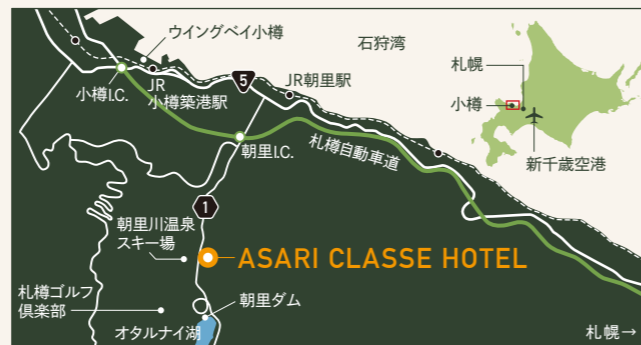 ウイングベイ小樽
石狩湾
札幌
小樽
新千歳空港
小樽I.C.
JR
小樽築港駅
5
JR朝里駅
朝里I.C.
札樽自動車道
1
朝里川温泉
スキー場
ASARI CLASSE HOTEL
札樽ゴルフ
倶楽部
朝里ダム
オタルナイ湖
札幌→